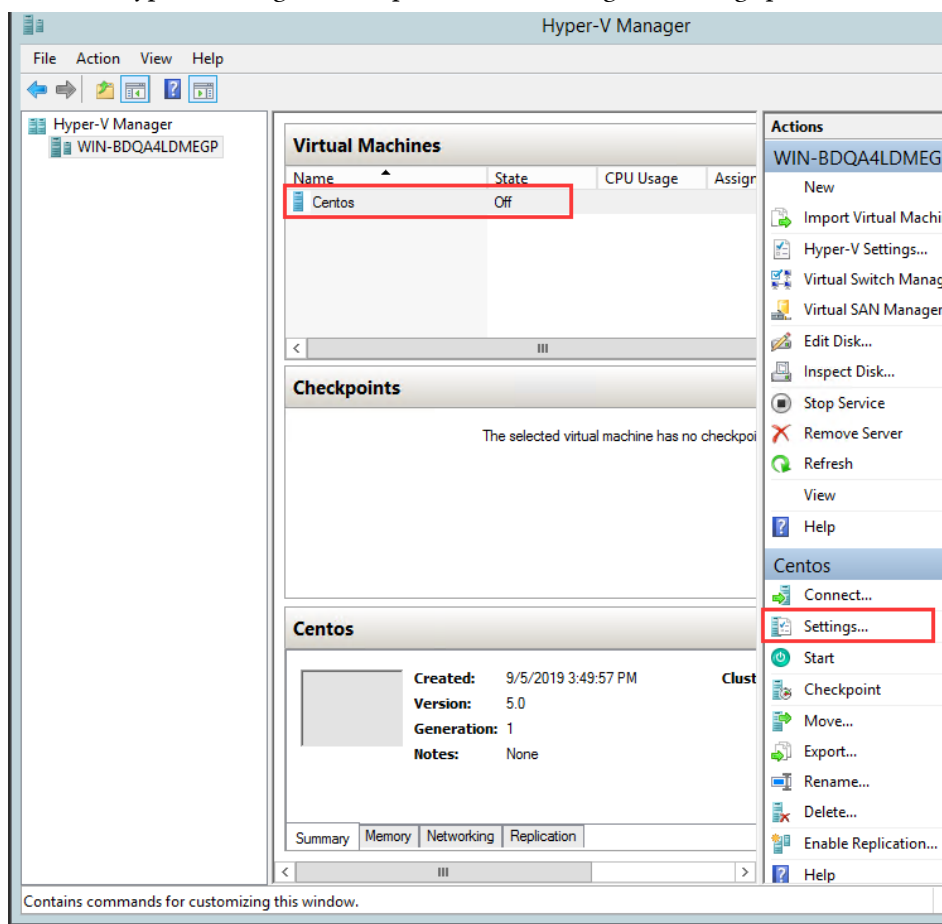 Hyper-V Manager
File Action View Help
Hyper-V Manager
WIN-BDQA4LDMEGP
Virtual Machines
Name State CPU Usage Assign
Centos Off
Checkpoints
The selected virtual machine has no checkpoi
Centos
Created: 9/5/2019 3:49:57 PM Clust
Version: 5.0
Generation: 1
Notes: None
Summary Memory Networking Replication
Actions
WIN-BDQA4LDMEG
New
Import Virtual Machi
Hyper-V Settings...
Virtual Switch Manag
Virtual SAN Manager
Edit Disk...
Inspect Disk...
Stop Service
Remove Server
Refresh
View
Help
Centos
Connect...
Settings...
Start
Checkpoint
Move...
Export...
Rename...
Delete...
Enable Replication...
Help
Contains commands for customizing this window.